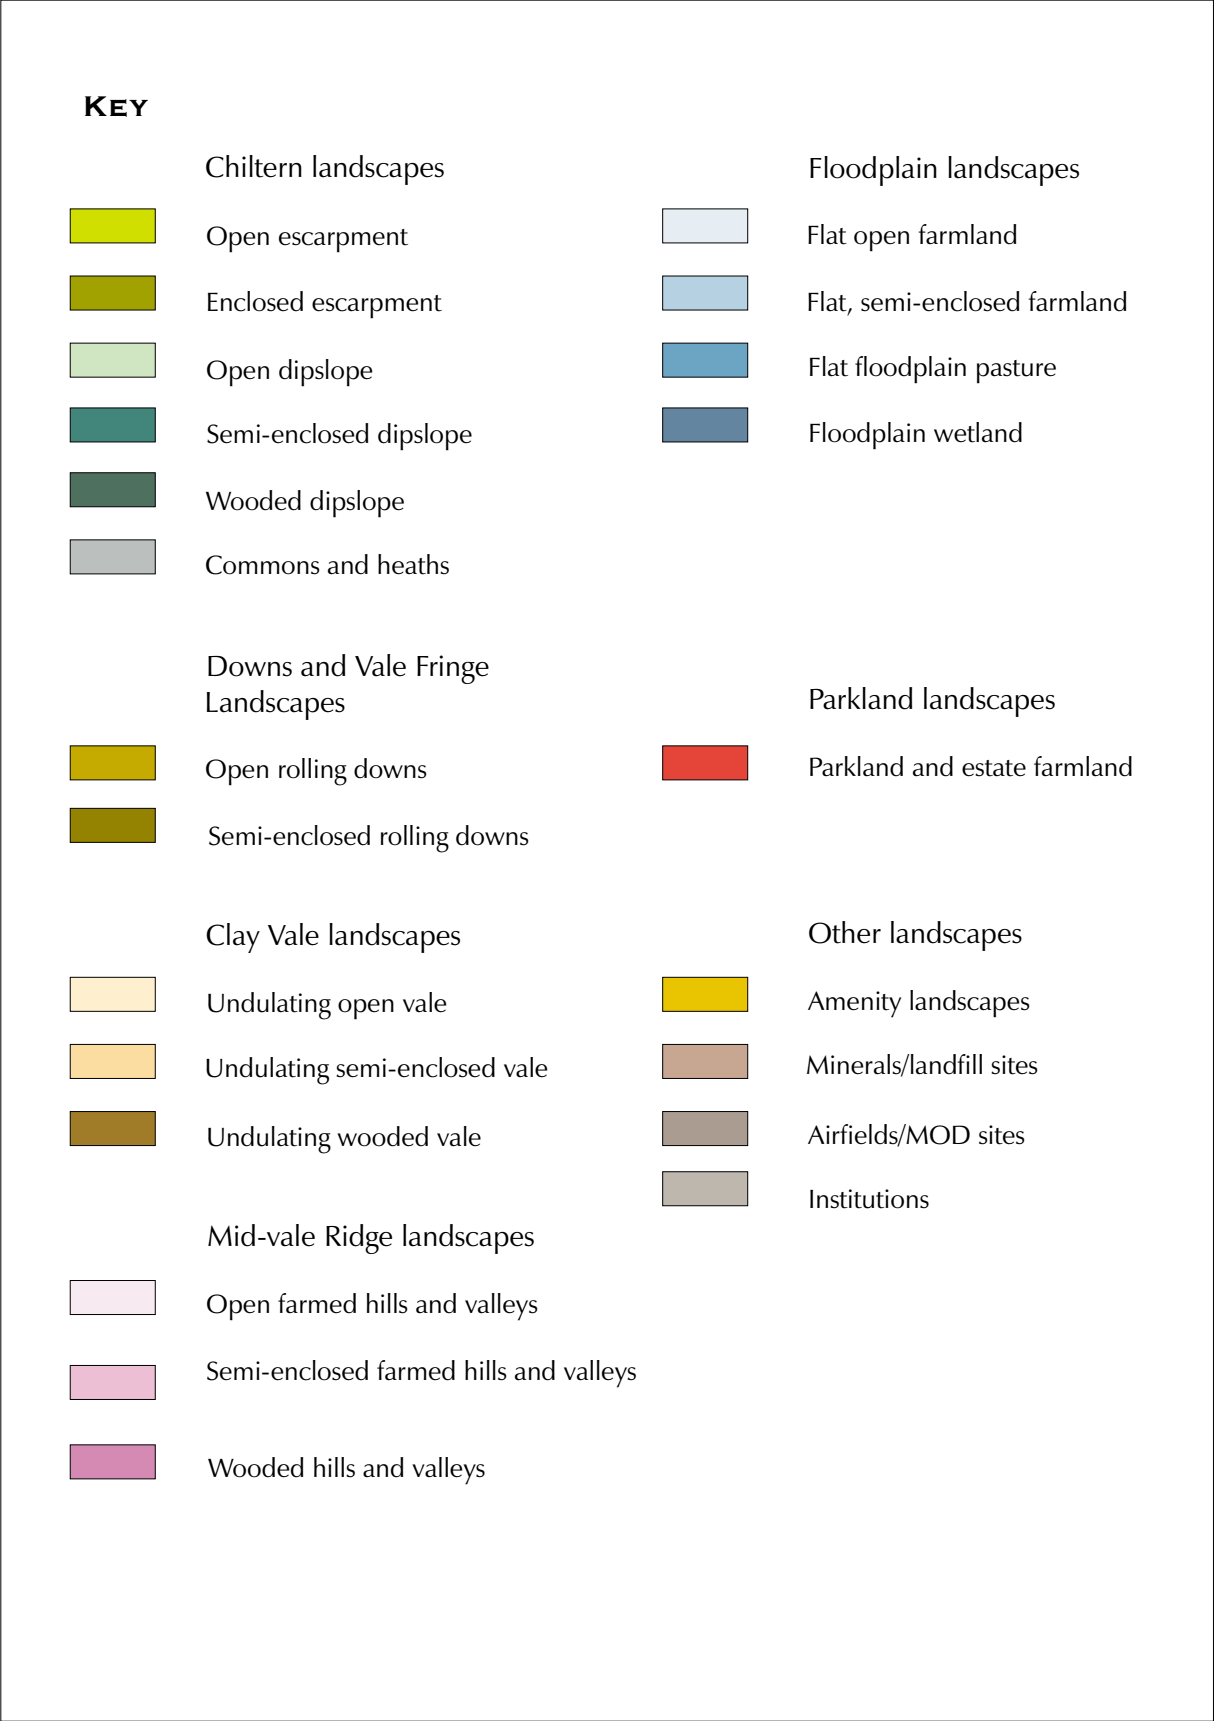 KEY
Chiltern landscapes
Open escarpment
Enclosed escarpment
Open dipslope
Semi-enclosed dipslope
Wooded dipslope
Commons and heaths
Downs and Vale Fringe
Landscapes
Open rolling downs
Semi-enclosed rolling downs
Clay Vale landscapes
Undulating open vale
Undulating semi-enclosed vale
Undulating wooded vale
Mid-vale Ridge landscapes
Open farmed hills and valleys
Semi-enclosed farmed hills and valleys
Wooded hills and valleys
Floodplain landscapes
Flat open farmland
Flat, semi-enclosed farmland
Flat floodplain pasture
Floodplain wetland
Parkland landscapes
Parkland and estate farmland
Other landscapes
Amenity landscapes
Minerals/landfill sites
Airfields/MOD sites
Institutions